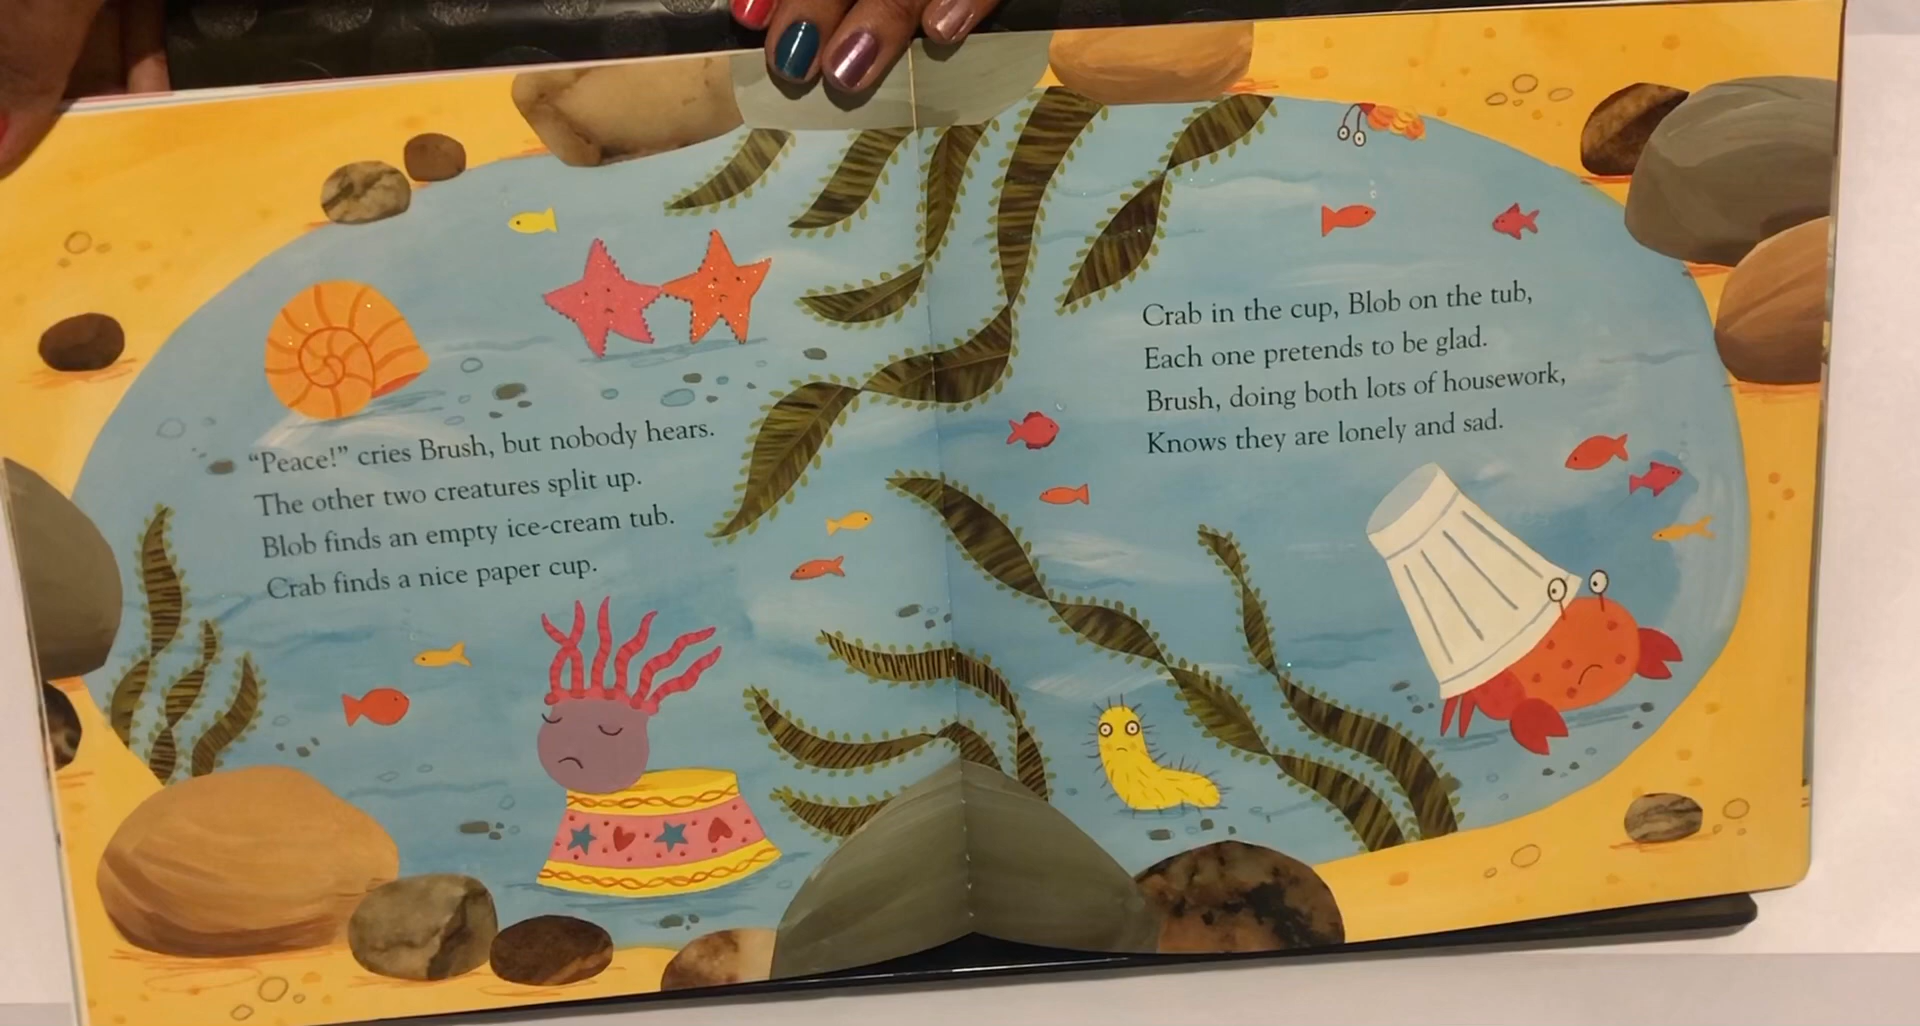 “Peace!” cries Brush, but nobody hears.
The other two creatures split up.
Blob finds an empty ice-cream tub.
Crab finds a nice paper cup.
Crab in the cup, Blob on the tub,
Each one pretends to be glad.
Brush, doing both lots of housework,
Knows they are lonely and sad.